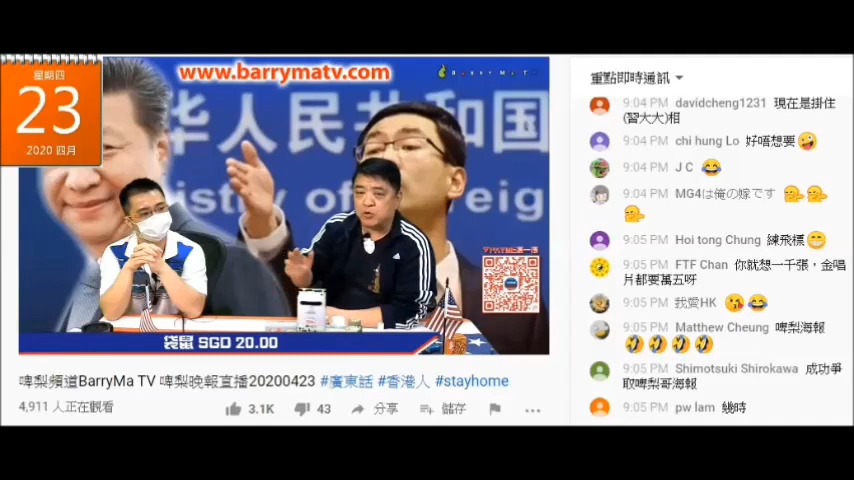 星期四
23
2020 四月
www.barrymatv.com
BARRYMATV
华人民共和国
istry of
reign
袋鼠 SGD 20.00
啤梨頻道BarryMa TV 啤梨晚報直播20200423 #廣東話 #香港人 #stayhome
4,911 人正在觀看
3.1K
43
分享
儲存
重點即時通訊
9:04 PM davidcheng1231 現在是掛住
(習大大)相
9:04 PM chi hung Lo 好唔想要🤪
9:04 PM J C 😂
9:04 PM MG4は俺の嫁です
9:05 PM Hoi tong Chung 練飛標😁
9:05 PM FTF Chan 你就想一千張，金唱
片都要萬五呀
9:05 PM 我愛HK 😘😂
9:05 PM Matthew Cheung 啤梨海報
🤣🤣🤣🤣
9:05 PM Shimotsuki Shirokawa 成功爭
取啤梨哥海報
9:05 PM pw lam 幾時